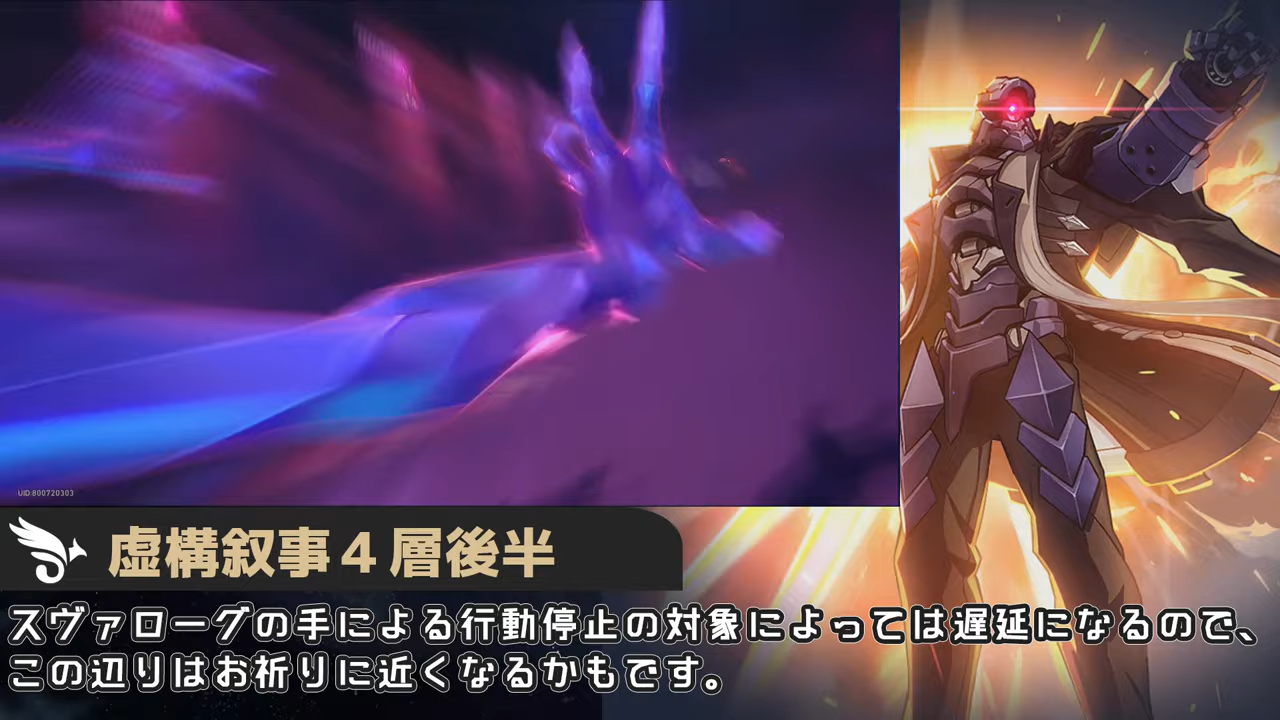 UID:800720303
虚構叙事４層後半
スヴァローグの手による行動停止の対象によっては遅延になるので、
この辺りはお祈りに近くなるかもです。